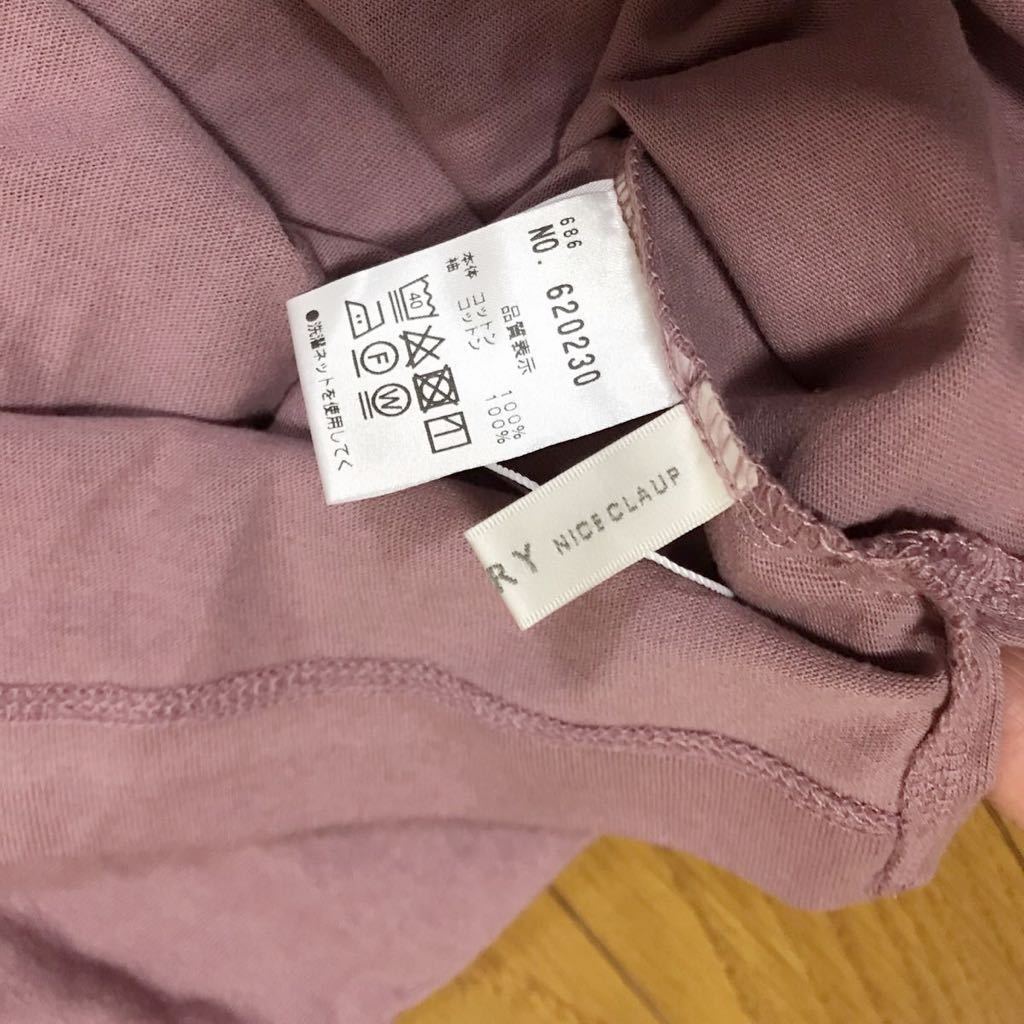 686
NO. 620230
品質表示
本体 コットン 100%
袖 コットン 100%
40
F
W
●洗濯ネットを使用してく
RY NICECLAUP